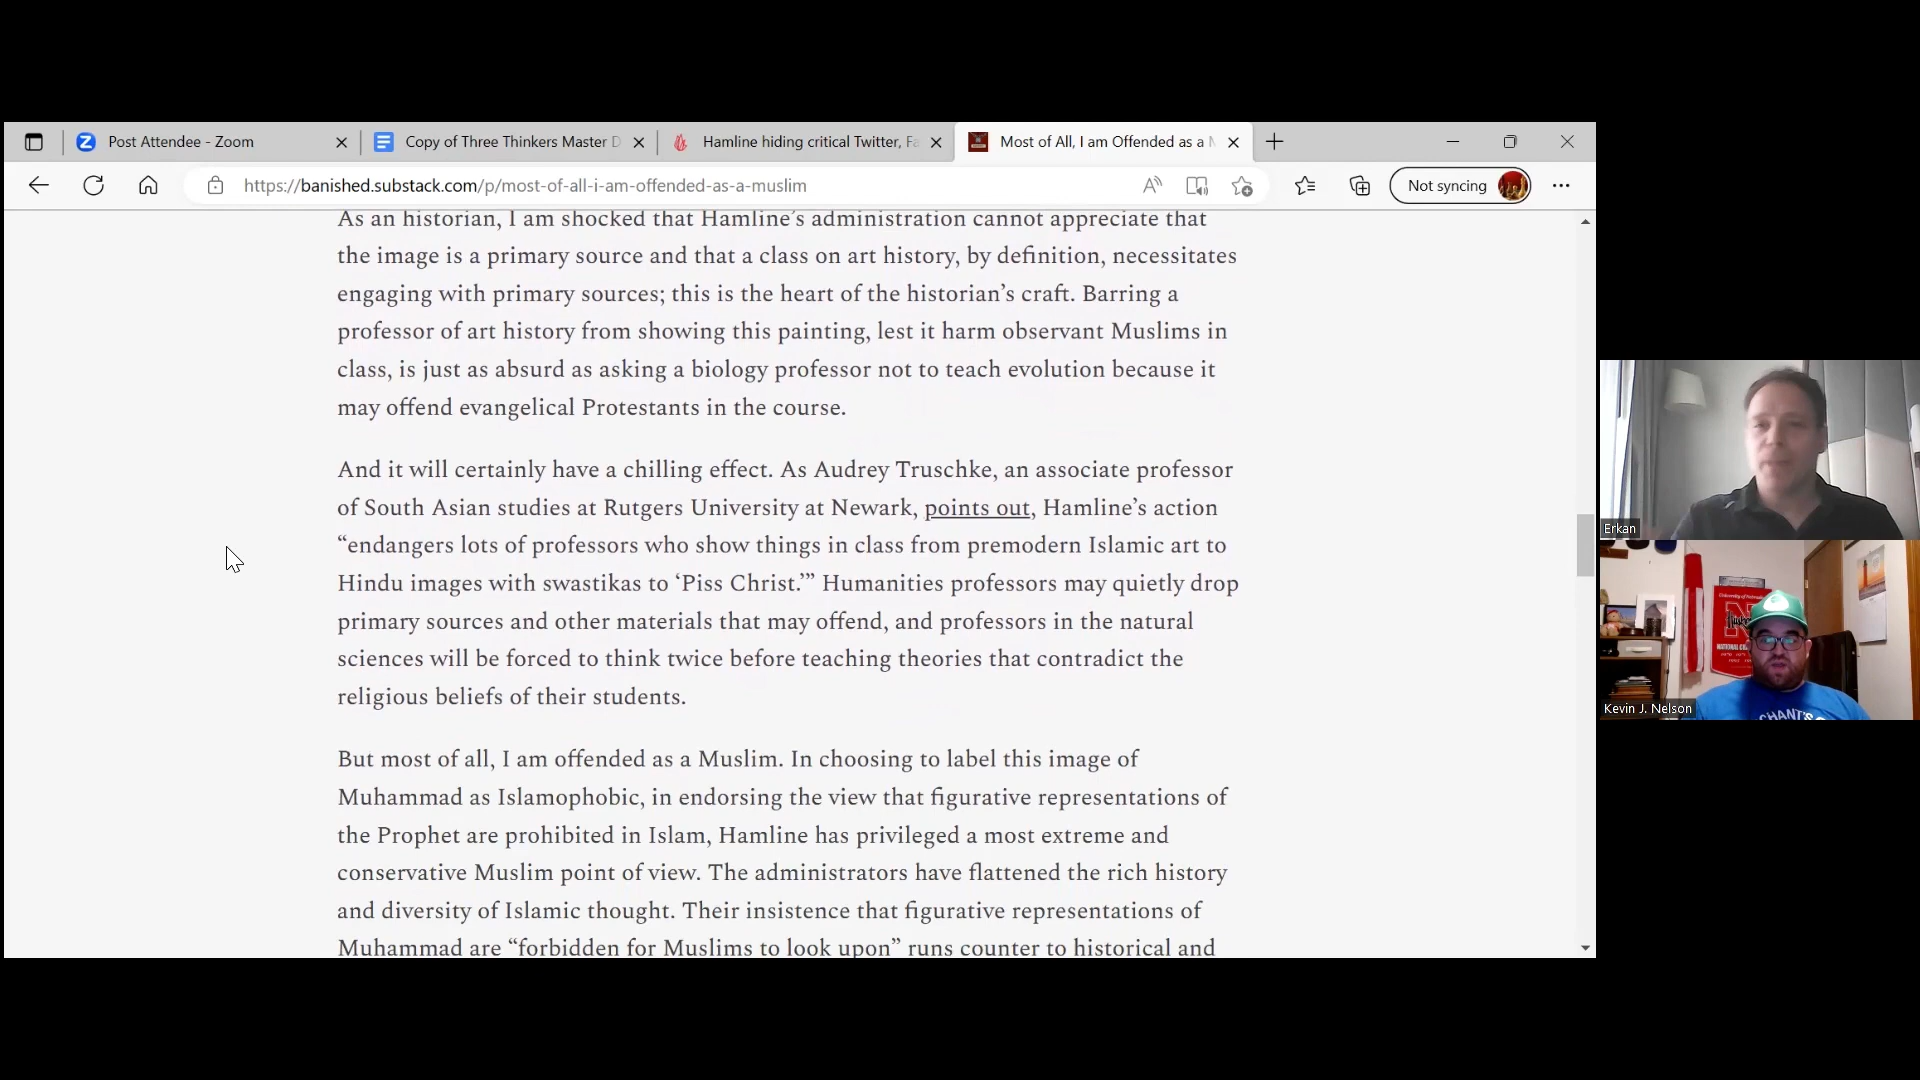 Post Attendee - Zoom
Copy of Three Thinkers Master D
Hamline hiding critical Twitter, Fa
Most of All, I am Offended as a M
https://banished.substack.com/p/most-of-all-i-am-offended-as-a-muslim
Not syncing
As an historian, I am shocked that Hamline’s administration cannot appreciate that
the image is a primary source and that a class on art history, by definition, necessitates
engaging with primary sources; this is the heart of the historian’s craft. Barring a
professor of art history from showing this painting, lest it harm observant Muslims in
class, is just as absurd as asking a biology professor not to teach evolution because it
may offend evangelical Protestants in the course.
And it will certainly have a chilling effect. As Audrey Truschke, an associate professor
of South Asian studies at Rutgers University at Newark, points out, Hamline’s action
“endangers lots of professors who show things in class from premodern Islamic art to
Hindu images with swastikas to ‘Piss Christ.’” Humanities professors may quietly drop
primary sources and other materials that may offend, and professors in the natural
sciences will be forced to think twice before teaching theories that contradict the
religious beliefs of their students.
But most of all, I am offended as a Muslim. In choosing to label this image of
Muhammad as Islamophobic, in endorsing the view that figurative representations of
the Prophet are prohibited in Islam, Hamline has privileged a most extreme and
conservative Muslim point of view. The administrators have flattened the rich history
and diversity of Islamic thought. Their insistence that figurative representations of
Muhammad are “forbidden for Muslims to look upon” runs counter to historical and
Erkan
University of Nebraska
N
Kevin J. Nelson
CHANT'S